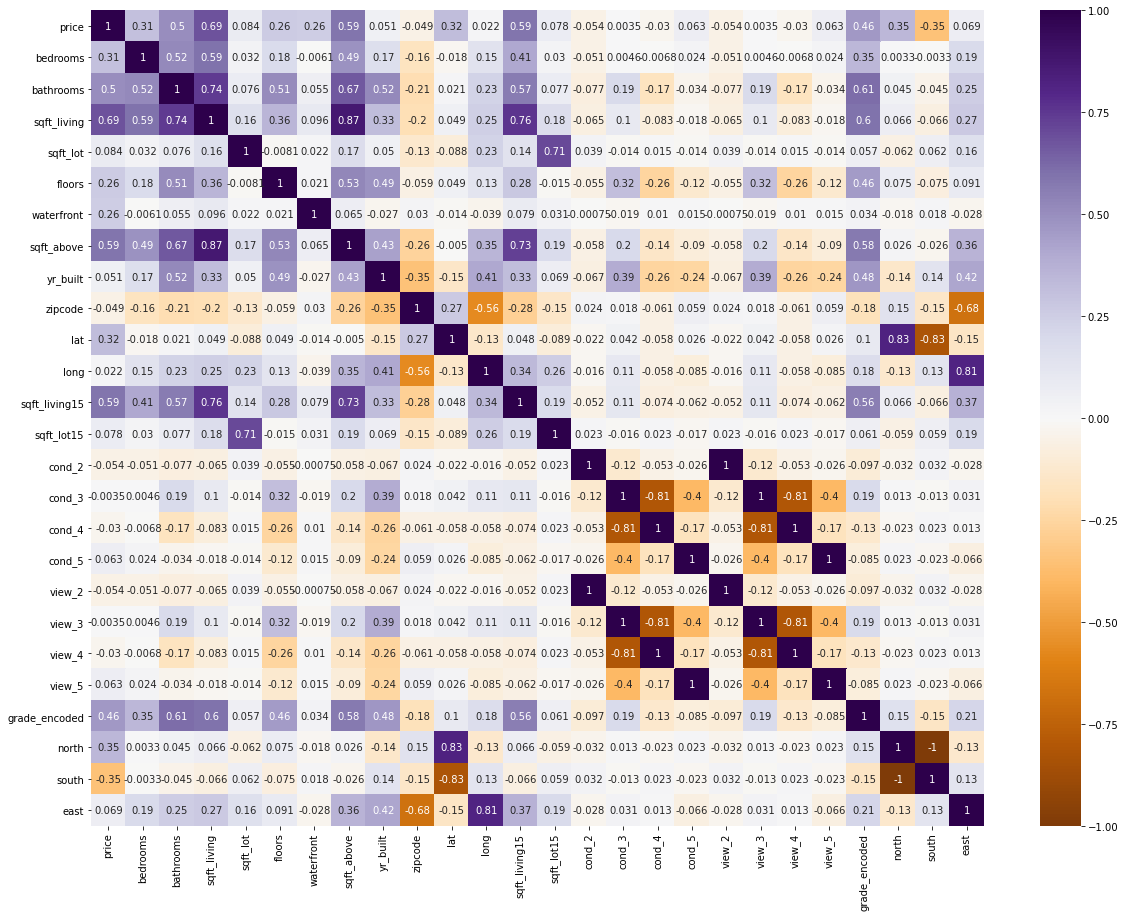 price 1 0.31 0.5 0.69 0.084 0.26 0.26 0.59 0.051 -0.049 0.32 0.022 0.59 0.078 -0.054 0.0035 -0.03 0.063 -0.054 0.0035 -0.03 0.063 0.46 0.35 -0.35 0.069
bedrooms 0.31 1 0.52 0.59 0.032 0.18 -0.0061 0.49 0.17 -0.16 -0.018 0.15 0.41 0.03 -0.051 0.0046 -0.0068 0.024 -0.051 0.0046 -0.0068 0.024 0.35 0.0033 -0.0033 0.19
bathrooms 0.5 0.52 1 0.74 0.076 0.51 0.055 0.67 0.52 -0.21 0.021 0.23 0.57 0.077 -0.077 0.19 -0.17 -0.034 -0.077 0.19 -0.17 -0.034 0.61 0.045 -0.045 0.25
sqft_living 0.69 0.59 0.74 1 0.16 0.36 0.096 0.87 0.33 -0.2 0.049 0.25 0.76 0.18 -0.065 0.1 -0.083 -0.018 -0.065 0.1 -0.083 -0.018 0.6 0.066 -0.066 0.27
sqft_lot 0.084 0.032 0.076 0.16 1 -0.0081 0.022 0.17 0.05 -0.13 -0.088 0.23 0.14 0.71 0.039 -0.014 0.015 -0.014 0.039 -0.014 0.015 -0.014 0.057 -0.062 0.062 0.16
floors 0.26 0.18 0.51 0.36 -0.0081 1 0.021 0.53 0.49 -0.059 0.049 0.13 0.28 -0.015 -0.055 0.32 -0.26 -0.12 -0.055 0.32 -0.26 -0.12 0.46 0.075 -0.075 0.091
waterfront 0.26 -0.0061 0.055 0.096 0.022 0.021 1 0.065 -0.027 0.03 -0.014 -0.039 0.079 0.031 -0.00075 -0.019 0.01 0.015 -0.00075 -0.019 0.01 0.015 0.034 -0.018 0.018 -0.028
sqft_above 0.59 0.49 0.67 0.87 0.17 0.53 0.065 1 0.43 -0.26 -0.005 0.35 0.73 0.19 -0.058 0.2 -0.14 -0.09 -0.058 0.2 -0.14 -0.09 0.58 0.026 -0.026 0.36
yr_built 0.051 0.17 0.52 0.33 0.05 0.49 -0.027 0.43 1 -0.35 -0.15 0.41 0.33 0.069 -0.067 0.39 -0.26 -0.24 -0.067 0.39 -0.26 -0.24 0.48 -0.14 0.14 0.42
zipcode -0.049 -0.16 -0.21 -0.2 -0.13 -0.059 0.03 -0.26 -0.35 1 0.27 -0.56 -0.28 -0.15 0.024 0.018 -0.061 0.059 0.024 0.018 -0.061 0.059 -0.18 0.15 -0.15 -0.68
lat 0.32 -0.018 0.021 0.049 -0.088 0.049 -0.014 -0.005 -0.15 0.27 1 -0.13 0.048 -0.089 -0.022 0.042 -0.058 0.026 -0.022 0.042 -0.058 0.026 0.1 0.83 -0.83 -0.15
long 0.022 0.15 0.23 0.25 0.23 0.13 -0.039 0.35 0.41 -0.56 -0.13 1 0.34 0.26 -0.016 0.11 -0.058 -0.085 -0.016 0.11 -0.058 -0.085 0.18 -0.13 0.13 0.81
sqft_living15 0.59 0.41 0.57 0.76 0.14 0.28 0.079 0.73 0.33 -0.28 0.048 0.34 1 0.19 -0.052 0.11 -0.074 -0.062 -0.052 0.11 -0.074 -0.062 0.56 0.066 -0.066 0.37
sqft_lot15 0.078 0.03 0.077 0.18 0.71 -0.015 0.031 0.19 0.069 -0.15 -0.089 0.26 0.19 1 0.023 -0.016 0.023 -0.017 0.023 -0.016 0.023 -0.017 0.061 -0.059 0.059 0.19
cond_2 -0.054 -0.051 -0.077 -0.065 0.039 -0.055 0.00075 -0.058 -0.067 0.024 -0.022 -0.016 -0.052 0.023 1 -0.12 -0.053 -0.026 1 -0.12 -0.053 -0.026 -0.097 -0.032 0.032 -0.028
cond_3 -0.0035 0.0046 0.19 0.1 -0.014 0.32 -0.019 0.2 0.39 0.018 0.042 0.11 0.11 -0.016 -0.12 1 -0.81 -0.4 -0.12 1 -0.81 -0.4 0.19 0.013 -0.013 0.031
cond_4 -0.03 -0.0068 -0.17 -0.083 0.015 -0.26 0.01 -0.14 -0.26 -0.061 -0.058 -0.058 -0.074 0.023 -0.053 -0.81 1 -0.17 -0.053 -0.81 1 -0.17 -0.13 -0.023 0.023 0.013
cond_5 0.063 0.024 -0.034 -0.018 -0.014 -0.12 0.015 -0.09 -0.24 0.059 0.026 -0.085 -0.062 -0.017 -0.026 -0.4 -0.17 1 -0.026 -0.4 -0.17 1 -0.085 0.023 -0.023 -0.066
view_2 -0.054 -0.051 -0.077 -0.065 0.039 -0.055 0.00075 -0.058 -0.067 0.024 -0.022 -0.016 -0.052 0.023 1 -0.12 -0.053 -0.026 1 -0.12 -0.053 -0.026 -0.097 -0.032 0.032 -0.028
view_3 -0.0035 0.0046 0.19 0.1 -0.014 0.32 -0.019 0.2 0.39 0.018 0.042 0.11 0.11 -0.016 -0.12 1 -0.81 -0.4 -0.12 1 -0.81 -0.4 0.19 0.013 -0.013 0.031
view_4 -0.03 -0.0068 -0.17 -0.083 0.015 -0.26 0.01 -0.14 -0.26 -0.061 -0.058 -0.058 -0.074 0.023 -0.053 -0.81 1 -0.17 -0.053 -0.81 1 -0.17 -0.13 -0.023 0.023 0.013
view_5 0.063 0.024 -0.034 -0.018 -0.014 -0.12 0.015 -0.09 -0.24 0.059 0.026 -0.085 -0.062 -0.017 -0.026 -0.4 -0.17 1 -0.026 -0.4 -0.17 1 -0.085 0.023 -0.023 -0.066
grade_encoded 0.46 0.35 0.61 0.6 0.057 0.46 0.034 0.58 0.48 -0.18 0.1 0.18 0.56 0.061 -0.097 0.19 -0.13 -0.085 -0.097 0.19 -0.13 -0.085 1 0.15 -0.15 0.21
north 0.35 0.0033 0.045 0.066 -0.062 0.075 -0.018 0.026 -0.14 0.15 0.83 -0.13 0.066 -0.059 -0.032 0.013 -0.023 0.023 -0.032 0.013 -0.023 0.023 0.15 1 -1 -0.13
south -0.35 -0.0033 -0.045 -0.066 0.062 -0.075 0.018 -0.026 0.14 -0.15 -0.83 0.13 -0.066 0.059 0.032 -0.013 0.023 -0.023 0.032 -0.013 0.023 -0.023 -0.15 -1 1 0.13
east 0.069 0.19 0.25 0.27 0.16 0.091 -0.028 0.36 0.42 -0.68 -0.15 0.81 0.37 0.19 -0.028 0.031 0.013 -0.066 -0.028 0.031 0.013 -0.066 0.21 -0.13 0.13 1
price bedrooms bathrooms sqft_living sqft_lot floors waterfront sqft_above yr_built zipcode lat long sqft_living15 sqft_lot15 cond_2 cond_3 cond_4 cond_5 view_2 view_3 view_4 view_5 grade_encoded north south east
1.00
0.75
0.50
0.25
0.00
−0.25
−0.50
−0.75
−1.00